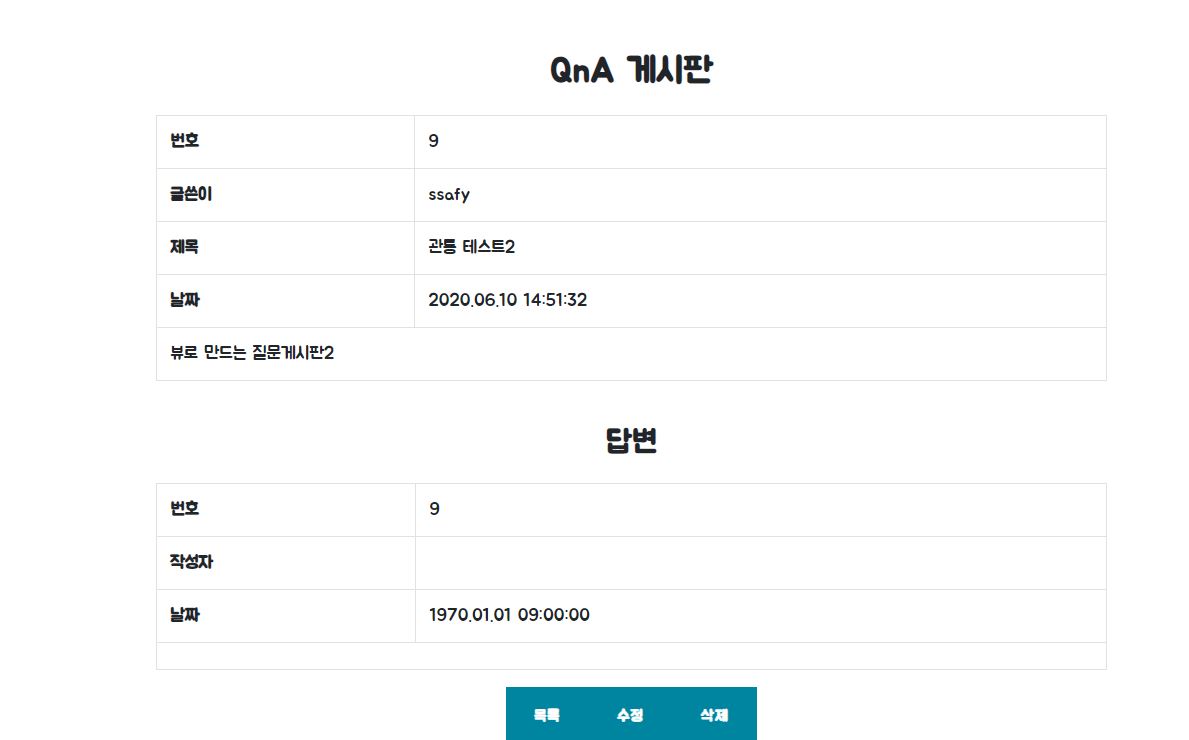 QnA 게시판
번호 9
글쓴이 ssafy
제목 관통 테스트2
날짜 2020.06.10 14:51:32
뷰로 만드는 질문게시판2
답변
번호 9
작성자
날짜 1970.01.01 09:00:00
목록 수정 삭제